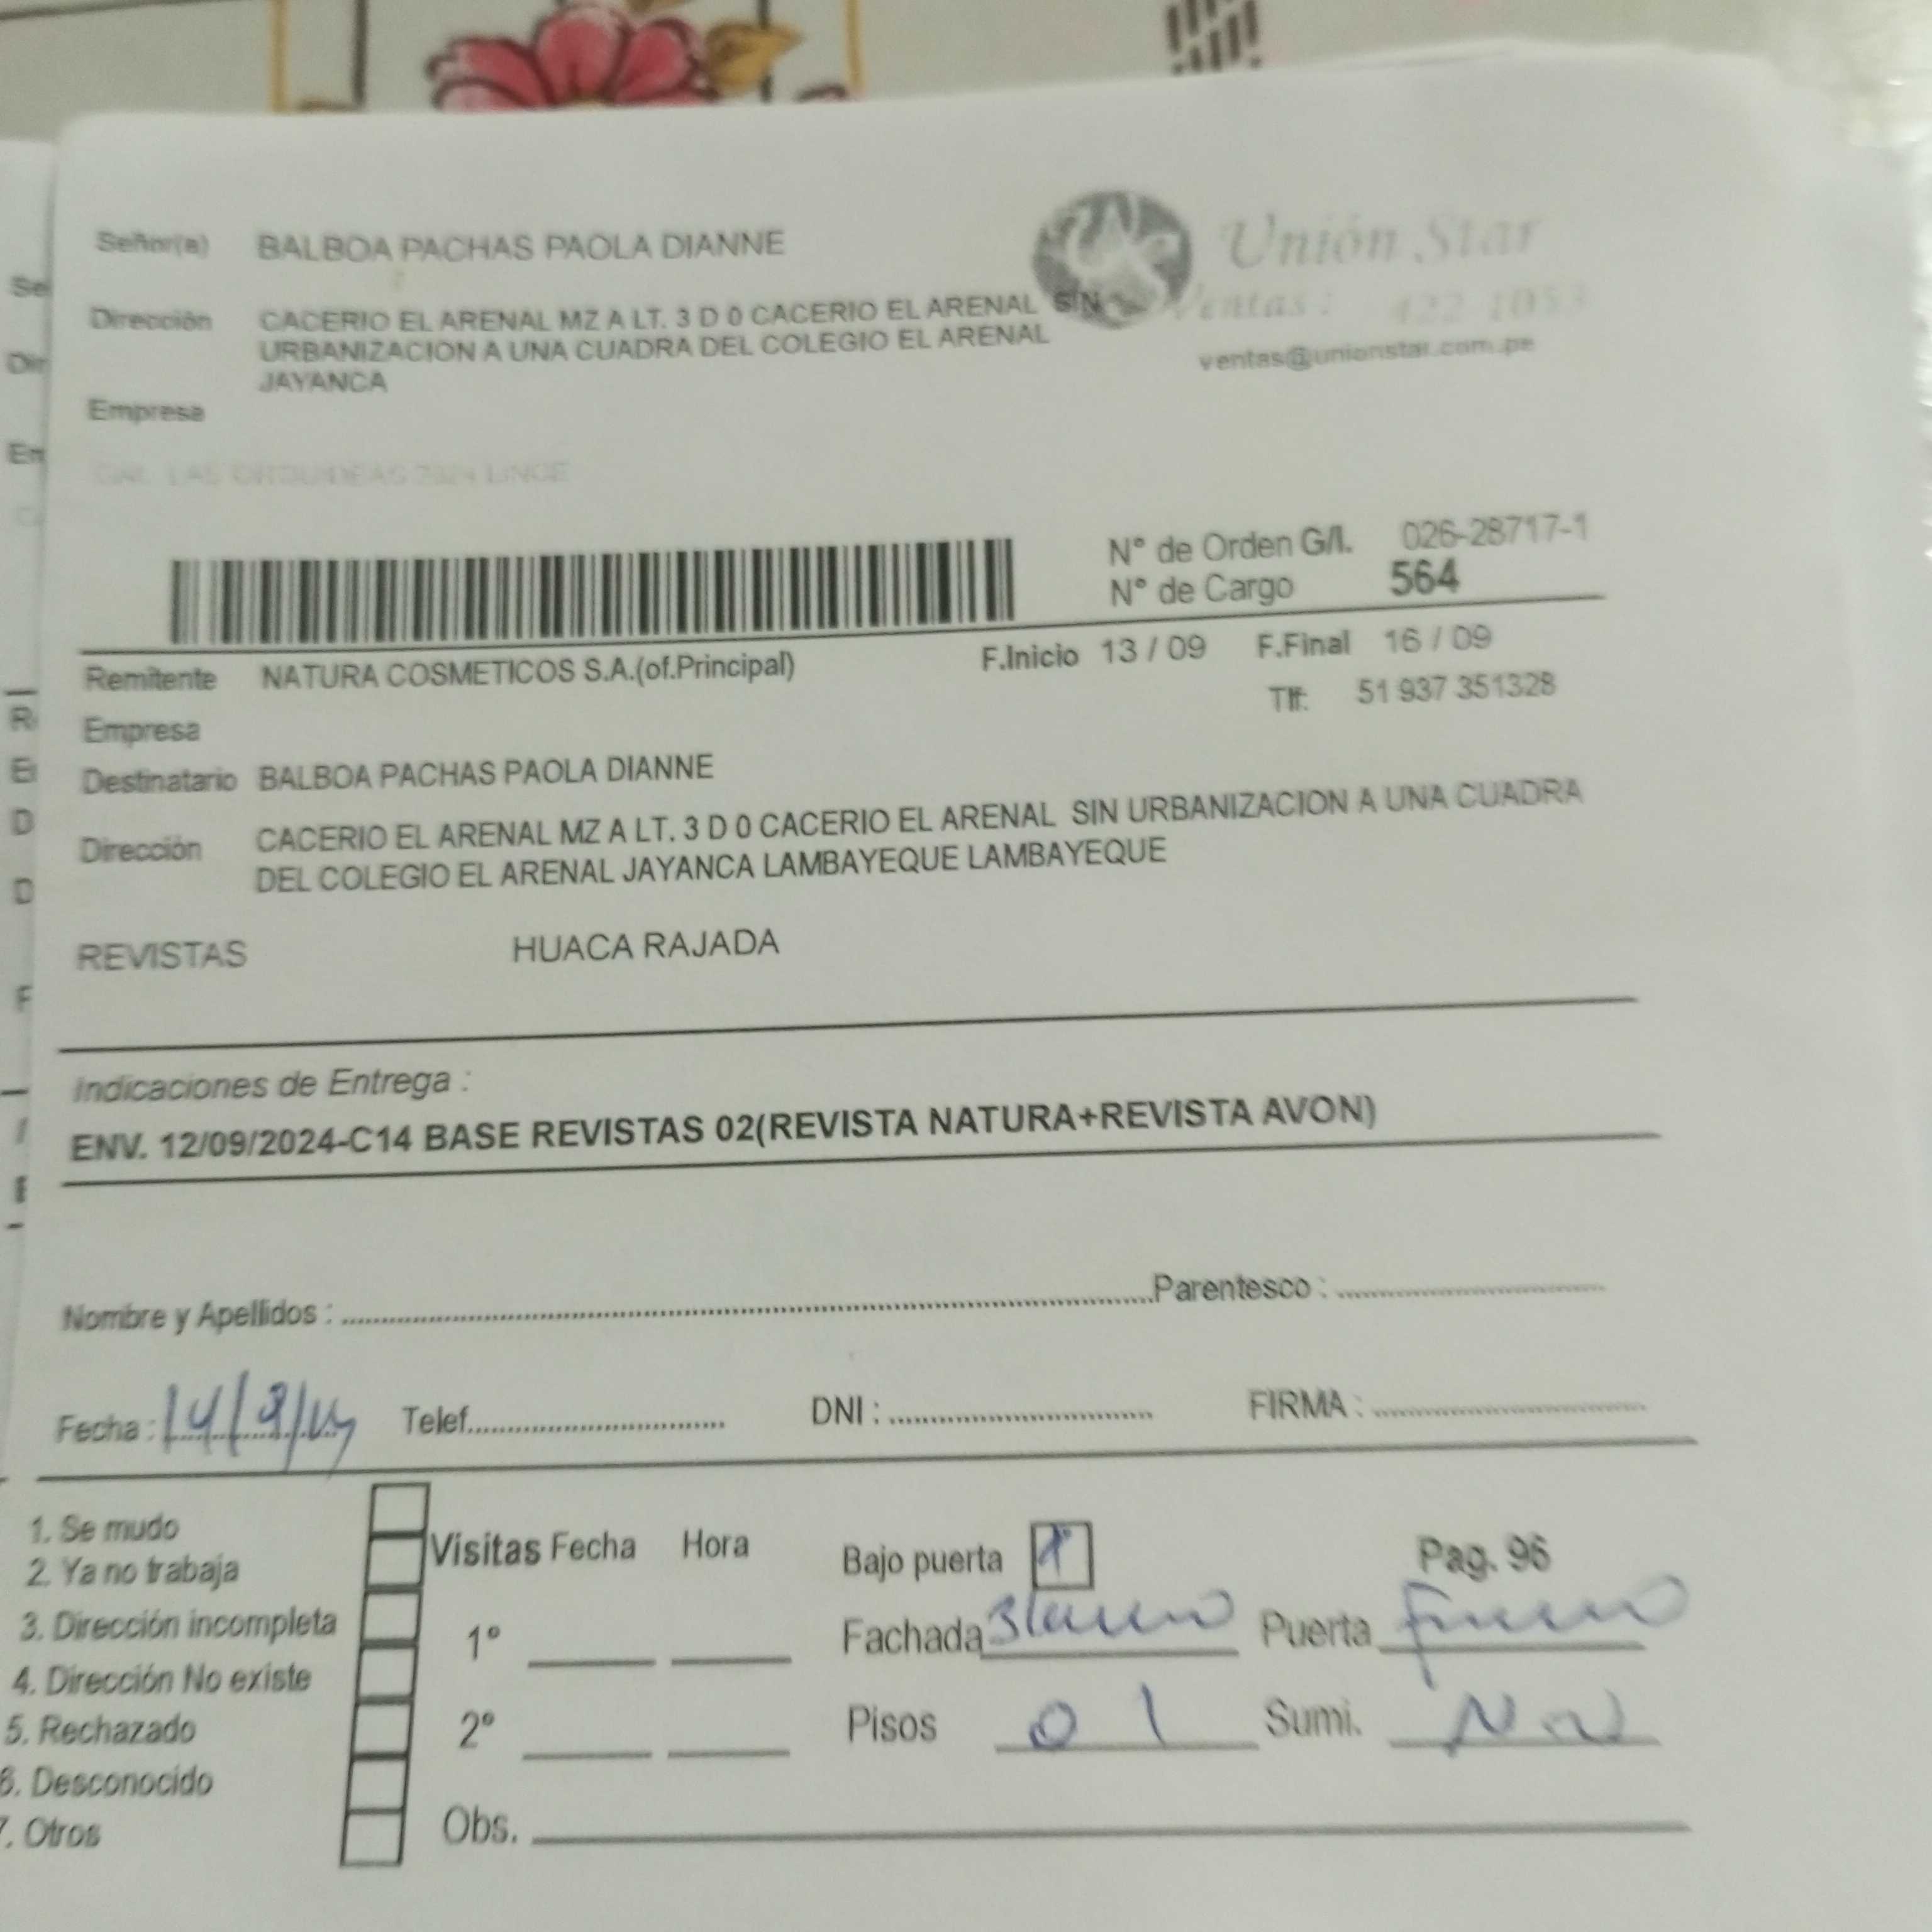 Señor(a) BALBOA PACHAS PAOLA DIANNE
Unión Star
Dirección CACERIO EL ARENAL MZ A LT. 3 D 0 CACERIO EL ARENAL SIN
Ventas: 422 1053
URBANIZACION A UNA CUADRA DEL COLEGIO EL ARENAL
ventas@unionstar.com.pe
JAYANCA
Empresa
LAS ORQUIDEAS LINCE
N° de Orden G/I. 026-28717-1
N° de Cargo 564
Remitente NATURA COSMETICOS S.A.(of.Principal) F.Inicio 13 / 09 F.Final 16 / 09
Empresa Tlf: 51 937 351328
Destinatario BALBOA PACHAS PAOLA DIANNE
Dirección CACERIO EL ARENAL MZ A LT. 3 D 0 CACERIO EL ARENAL SIN URBANIZACION A UNA CUADRA
DEL COLEGIO EL ARENAL JAYANCA LAMBAYEQUE LAMBAYEQUE
REVISTAS HUACA RAJADA
Indicaciones de Entrega :
ENV. 12/09/2024-C14 BASE REVISTAS 02(REVISTA NATURA+REVISTA AVON)
Nombre y Apellidos : Parentesco :
Fecha : 14/9/24 Telef. DNI : FIRMA :
1. Se mudo
2. Ya no trabaja
3. Dirección incompleta
4. Dirección No existe
5. Rechazado
6. Desconocido
7. Otros
Visitas Fecha Hora
1°
2°
Obs.
Bajo puerta Pag. 96
Fachada Blanco Puerta Fierro
Pisos 01 Sumi. No